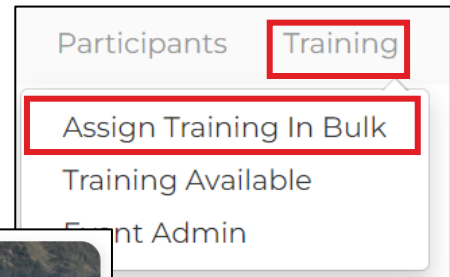 Participants Training
Assign Training In Bulk
Training Available
Event Admin